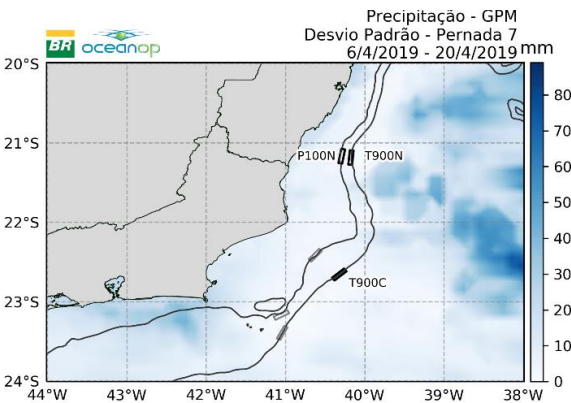 Precipitação - GPM
Desvio Padrão - Pernada 7
6/4/2019 - 20/4/2019
mm
BR oceanop
20°S
21°S
22°S
23°S
24°S
P100N
T900N
T900C
44°W 43°W 42°W 41°W 40°W 39°W 38°W
80
70
60
50
40
30
20
10
0